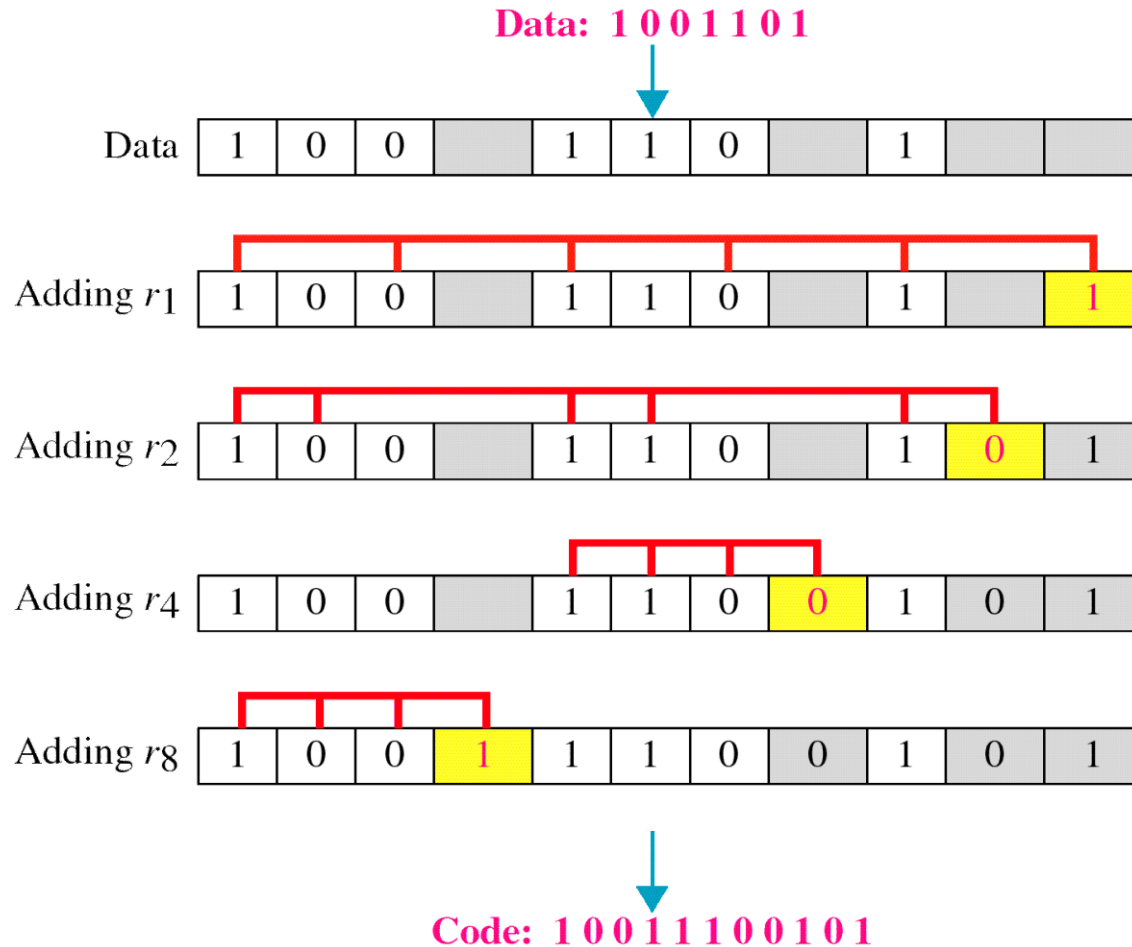 Data: 1 0 0 1 1 0 1
Data 1 0 0 1 1 0 1
Adding r1 1 0 0 1 1 0 1 1
Adding r2 1 0 0 1 1 0 1 0 1
Adding r4 1 0 0 1 1 0 0 1 0 1
Adding r8 1 0 0 1 1 1 0 0 1 0 1
Code: 1 0 0 1 1 1 0 0 1 0 1